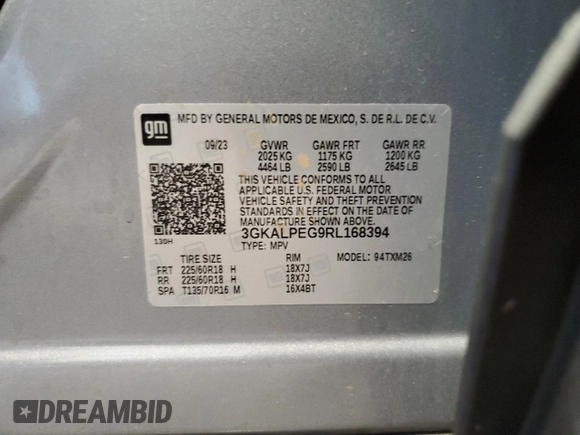 gm
MFD BY GENERAL MOTORS DE MEXICO, S. DE R.L. DE C.V.
09/23 GVWR GAWR FRT GAWR RR
2025 KG 1175 KG 1200 KG
4464 LB 2590 LB 2645 LB
THIS VEHICLE CONFORMS TO ALL
APPLICABLE U.S. FEDERAL MOTOR
VEHICLE SAFETY AND THEFT PREVENTION
STANDARDS IN EFFECT ON THE DATE OF
MANUFACTURE SHOWN ABOVE.
130H 3GKALPEG9RL168394
TYPE: MPV
TIRE SIZE RIM MODEL: 94TXM26
FRT 225/60R18 H 18X7J
RR 225/60R18 H 18X7J
SPA T135/70R16 M 16X4BT
DREAMBID